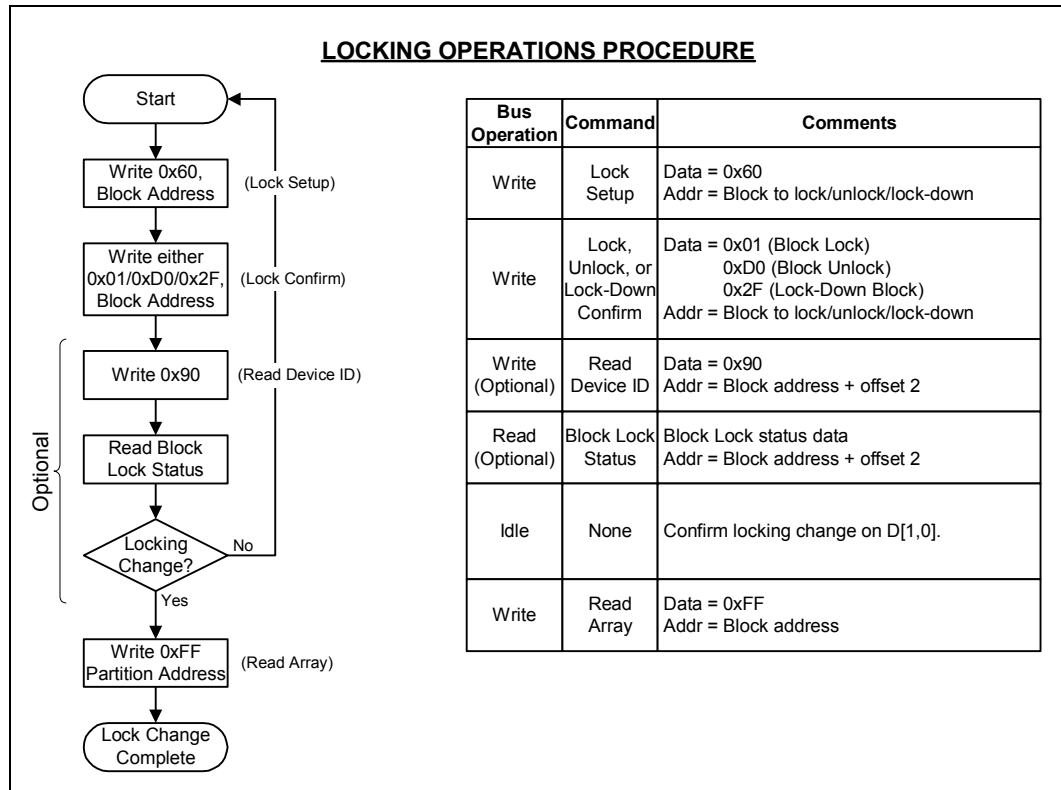 LOCKING OPERATIONS PROCEDURE
Start
Write 0x60,
Block Address
(Lock Setup)
Write either
0x01/0xD0/0x2F,
Block Address
(Lock Confirm)
Optional
Write 0x90
(Read Device ID)
Read Block
Lock Status
Locking
Change?
No
Yes
Write 0xFF
Partition Address
(Read Array)
Lock Change
Complete
Bus
Operation
Command
Comments
Write
Lock
Setup
Data = 0x60
Addr = Block to lock/unlock/lock-down
Write
Lock,
Unlock, or
Lock-Down
Confirm
Data = 0x01 (Block Lock)
0xD0 (Block Unlock)
0x2F (Lock-Down Block)
Addr = Block to lock/unlock/lock-down
Write
(Optional)
Read
Device ID
Data = 0x90
Addr = Block address + offset 2
Read
(Optional)
Block Lock
Status
Block Lock status data
Addr = Block address + offset 2
Idle
None
Confirm locking change on D[1,0].
Write
Read
Array
Data = 0xFF
Addr = Block address